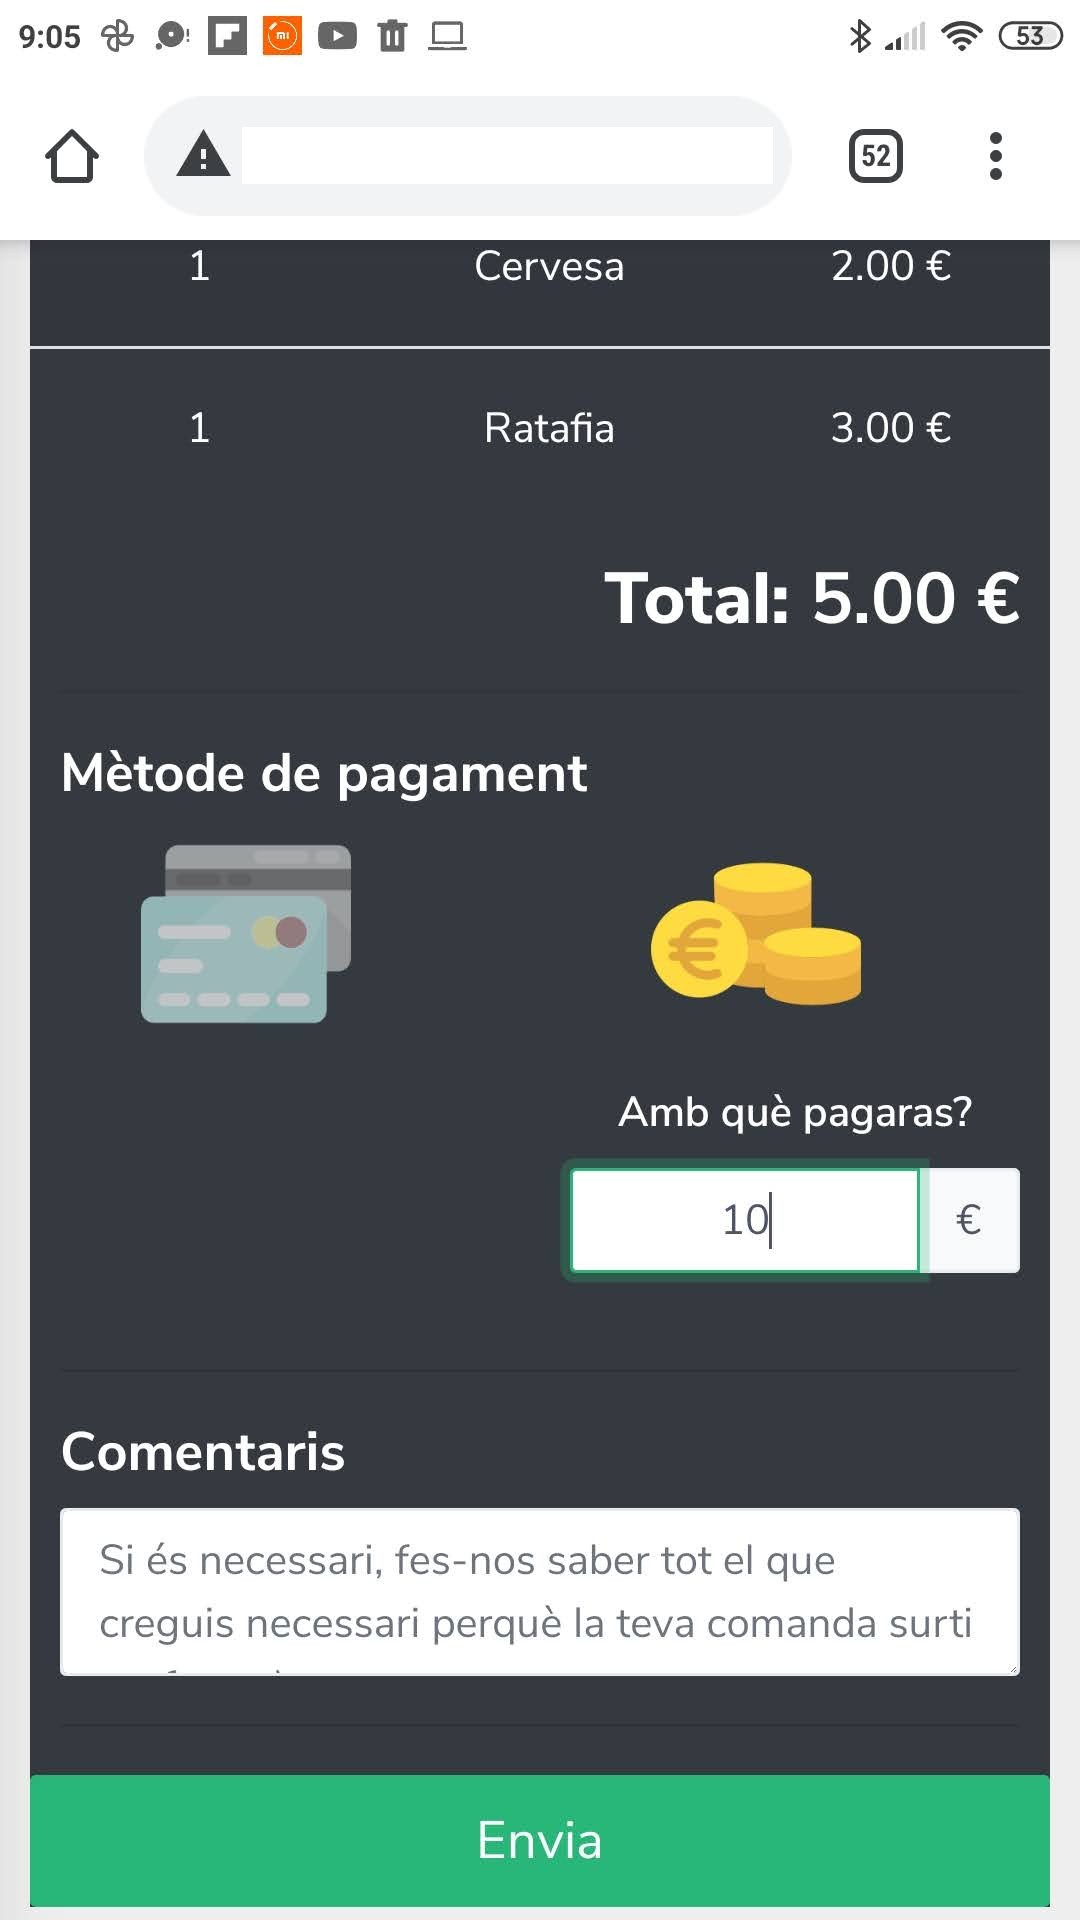 9:05 53
52
1 Cervesa 2.00 €
1 Ratafia 3.00 €
Total: 5.00 €
Mètode de pagament
Amb què pagaras?
10 €
Comentaris
Si és necessari, fes-nos saber tot el que
creguis necessari perquè la teva comanda surti
Envia